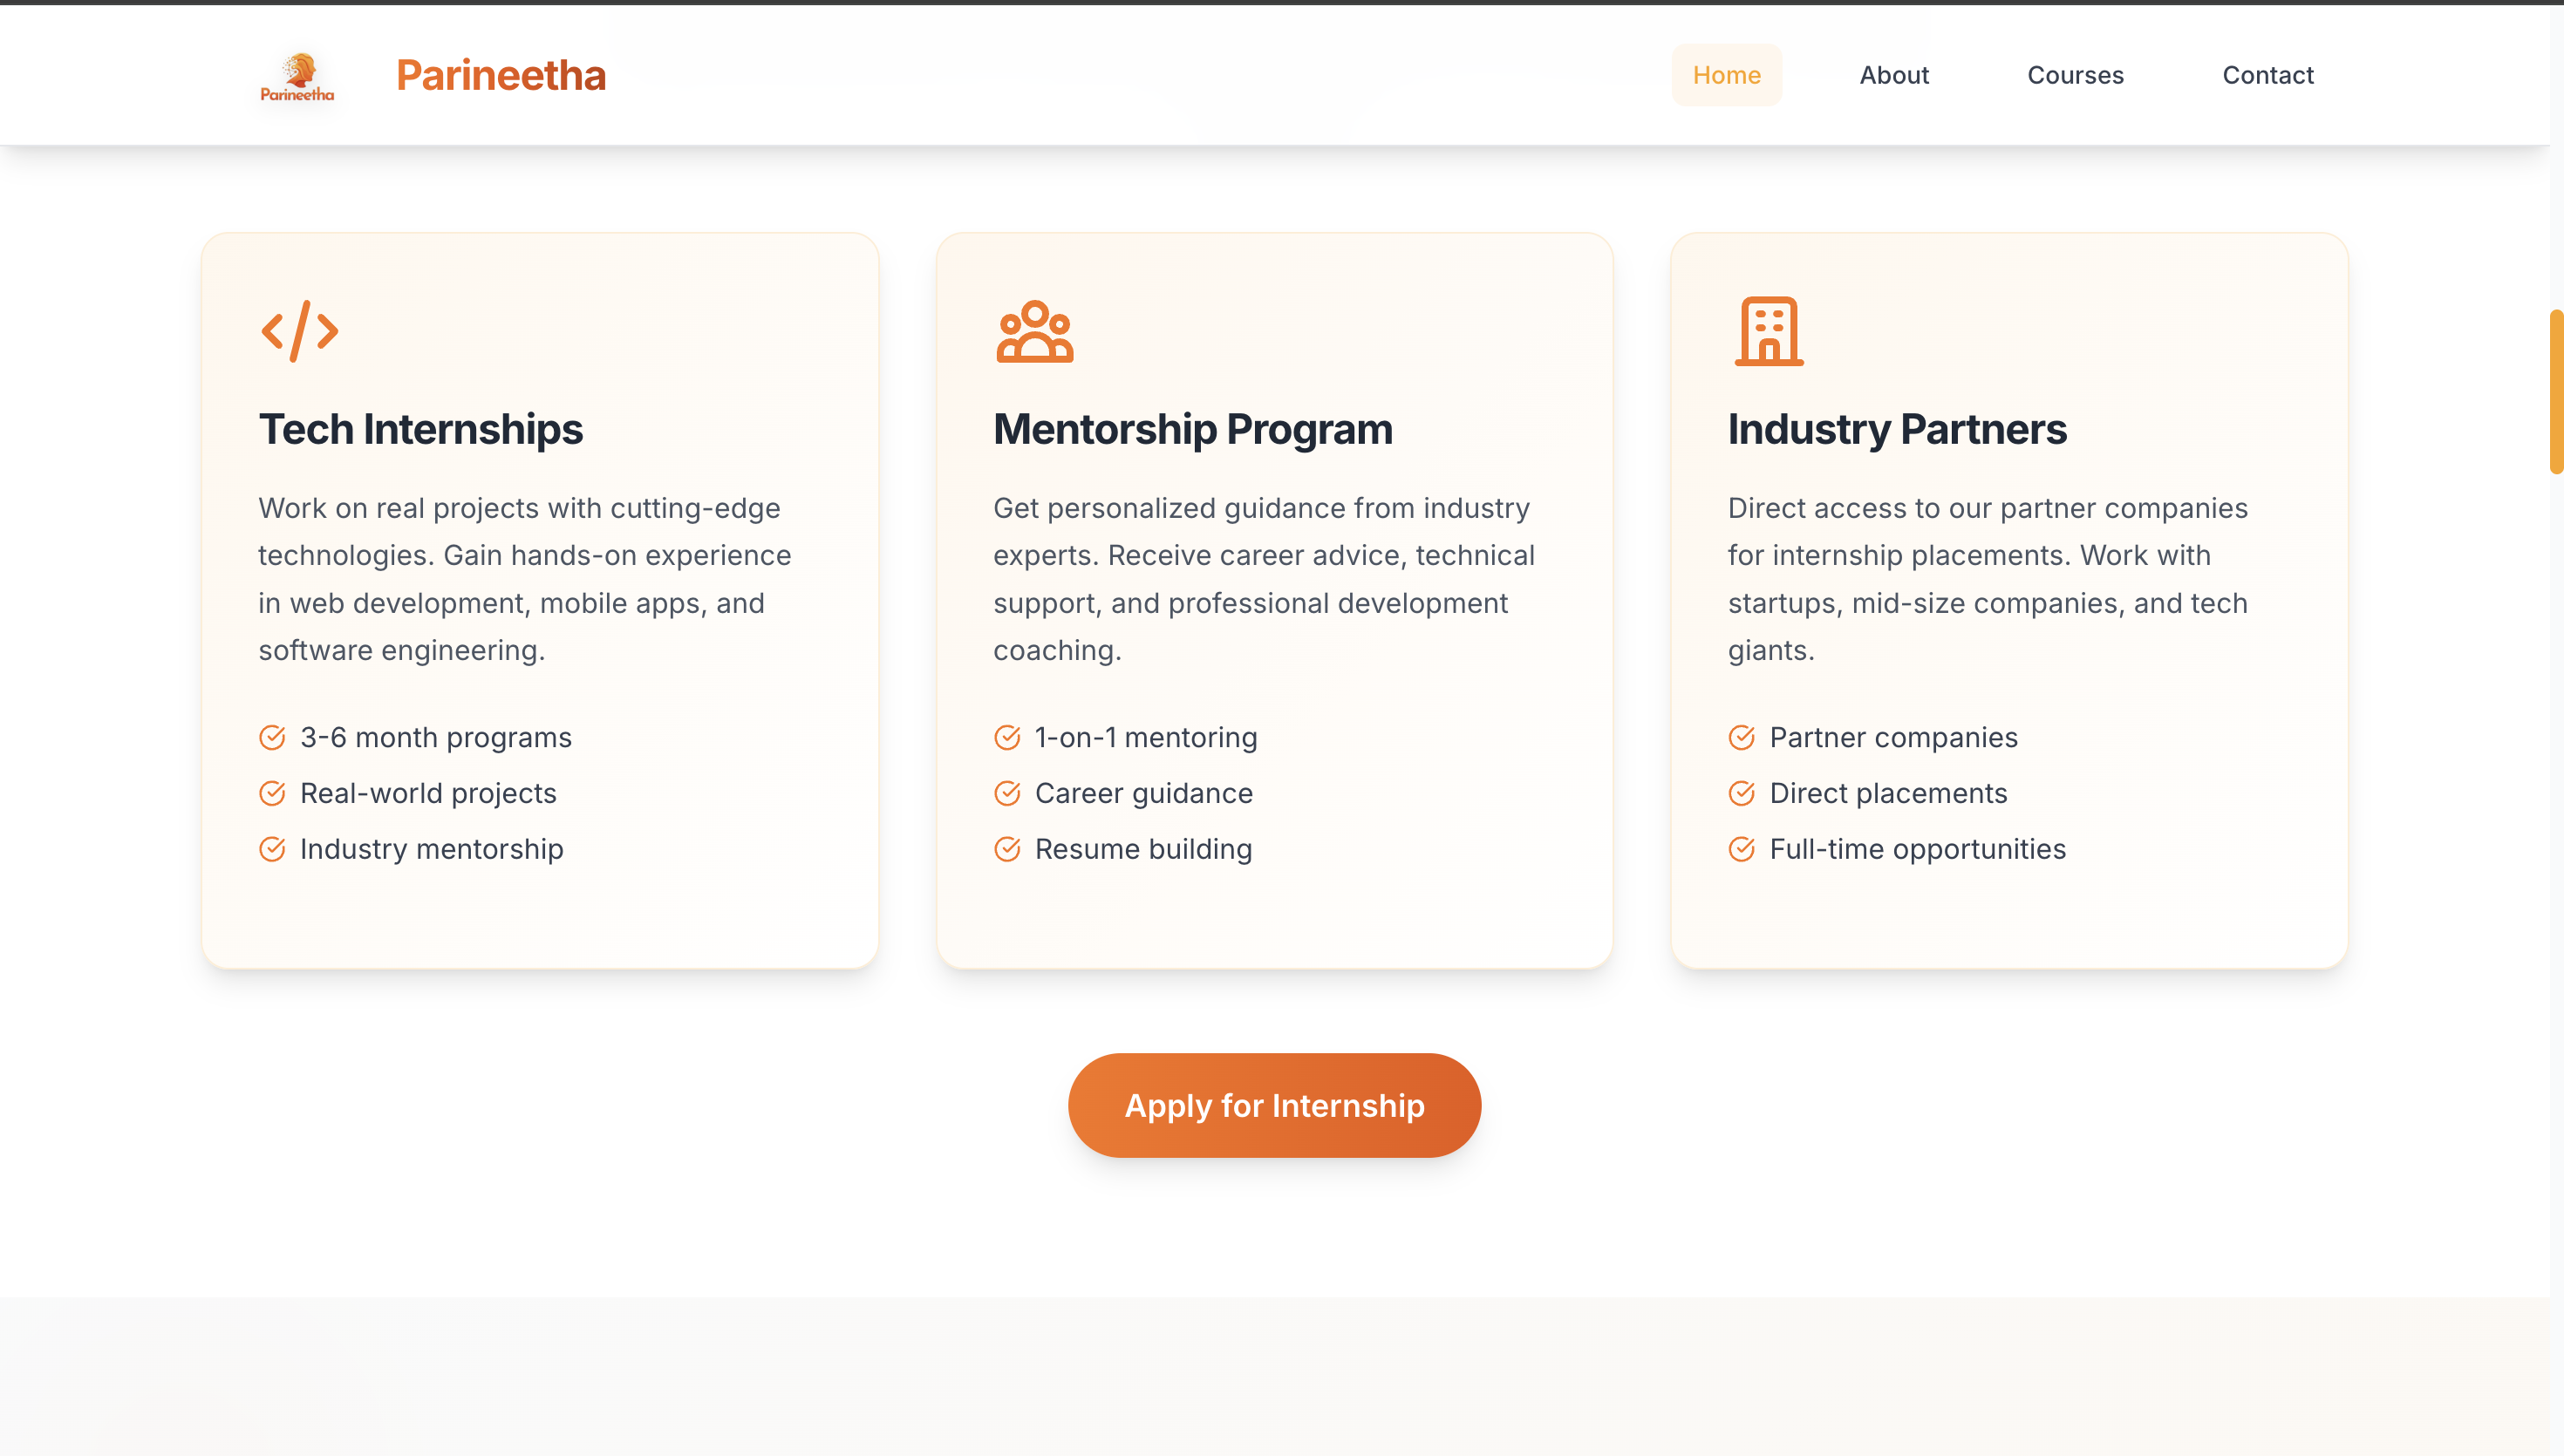 Parineetha
Parineetha
Home
About
Courses
Contact
Tech Internships
Work on real projects with cutting-edge
technologies. Gain hands-on experience
in web development, mobile apps, and
software engineering.
3-6 month programs
Real-world projects
Industry mentorship
Mentorship Program
Get personalized guidance from industry
experts. Receive career advice, technical
support, and professional development
coaching.
1-on-1 mentoring
Career guidance
Resume building
Industry Partners
Direct access to our partner companies
for internship placements. Work with
startups, mid-size companies, and tech
giants.
Partner companies
Direct placements
Full-time opportunities
Apply for Internship